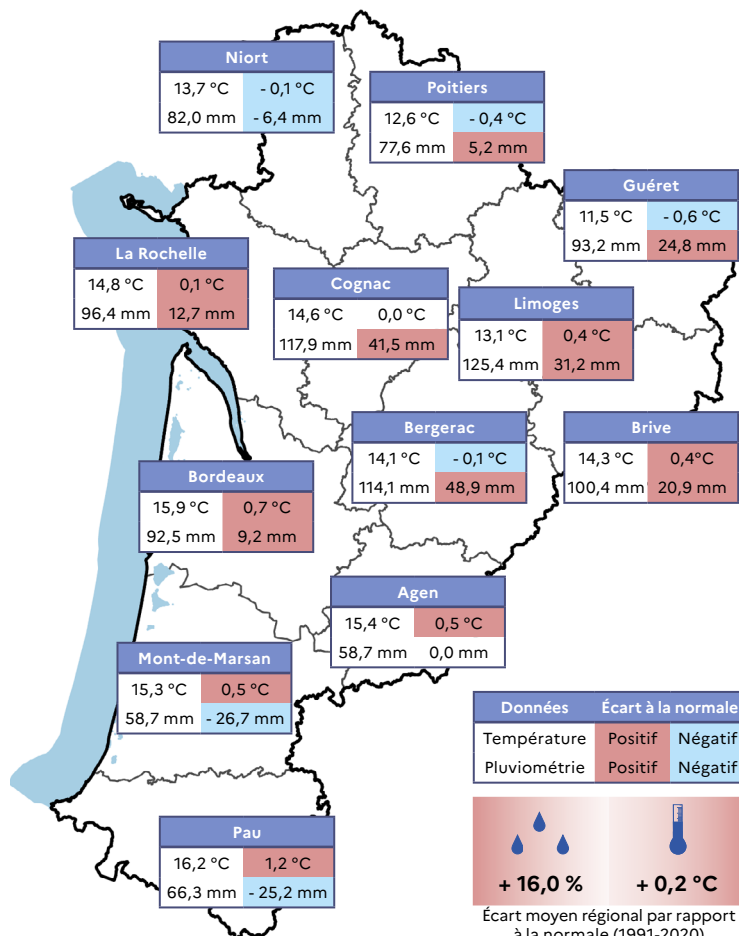 Niort
13,7 °C - 0,1 °C
82,0 mm - 6,4 mm
Poitiers
12,6 °C - 0,4 °C
77,6 mm 5,2 mm
Guéret
11,5 °C - 0,6 °C
93,2 mm 24,8 mm
La Rochelle
14,8 °C 0,1 °C
96,4 mm 12,7 mm
Cognac
14,6 °C 0,0 °C
117,9 mm 41,5 mm
Limoges
13,1 °C 0,4 °C
125,4 mm 31,2 mm
Bergerac
14,1 °C - 0,1 °C
114,1 mm 48,9 mm
Brive
14,3 °C 0,4°C
100,4 mm 20,9 mm
Bordeaux
15,9 °C 0,7 °C
92,5 mm 9,2 mm
Agen
15,4 °C 0,5 °C
58,7 mm 0,0 mm
Mont-de-Marsan
15,3 °C 0,5 °C
58,7 mm - 26,7 mm
Pau
16,2 °C 1,2 °C
66,3 mm - 25,2 mm
Données Écart à la normale
Température Positif Négatif
Pluviométrie Positif Négatif
+ 16,0 % + 0,2 °C
Écart moyen régional par rapport
à la normale (1991-2020)